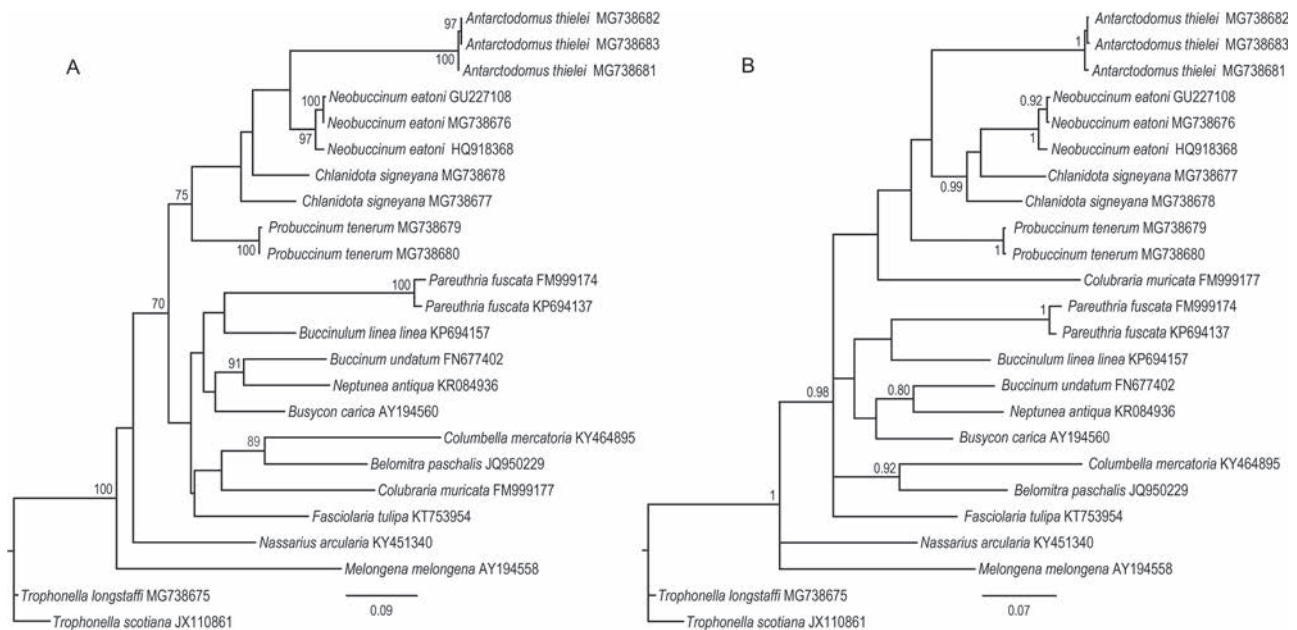 A
97
Antarctodomus thielei MG738682
Antarctodomus thielei MG738683
100
Antarctodomus thielei MG738681
100
Neobuccinum eatoni GU227108
Neobuccinum eatoni MG738676
97
Neobuccinum eatoni HQ918368
Chlanidota signeyana MG738678
75
Chlanidota signeyana MG738677
Probuccinum tenerum MG738679
100
Probuccinum tenerum MG738680
100
Pareuthria fuscata FM999174
Pareuthria fuscata KP694137
70
Buccinulum linea linea KP694157
91
Buccinum undatum FN677402
Neptunea antiqua KR084936
Busycon carica AY194560
89
Columbella mercatoria KY464895
Belomitra paschalis JQ950229
100
Colubraria muricata FM999177
Fasciolaria tulipa KT753954
Nassarius arcularia KY451340
Melongena melongena AY194558
Trophonella longstaffi MG738675
0.09
Trophonella scotiana JX110861
B
Antarctodomus thielei MG738682
1
Antarctodomus thielei MG738683
Antarctodomus thielei MG738681
0.92
Neobuccinum eatoni GU227108
Neobuccinum eatoni MG738676
1
Neobuccinum eatoni HQ918368
Chlanidota signeyana MG738677
0.99
Chlanidota signeyana MG738678
Probuccinum tenerum MG738679
1
Probuccinum tenerum MG738680
Colubraria muricata FM999177
1
Pareuthria fuscata FM999174
Pareuthria fuscata KP694137
Buccinulum linea linea KP694157
0.98
0.80
Buccinum undatum FN677402
Neptunea antiqua KR084936
Busycon carica AY194560
0.92
Columbella mercatoria KY464895
Belomitra paschalis JQ950229
1
Fasciolaria tulipa KT753954
Nassarius arcularia KY451340
Melongena melongena AY194558
Trophonella longstaffi MG738675
0.07
Trophonella scotiana JX110861